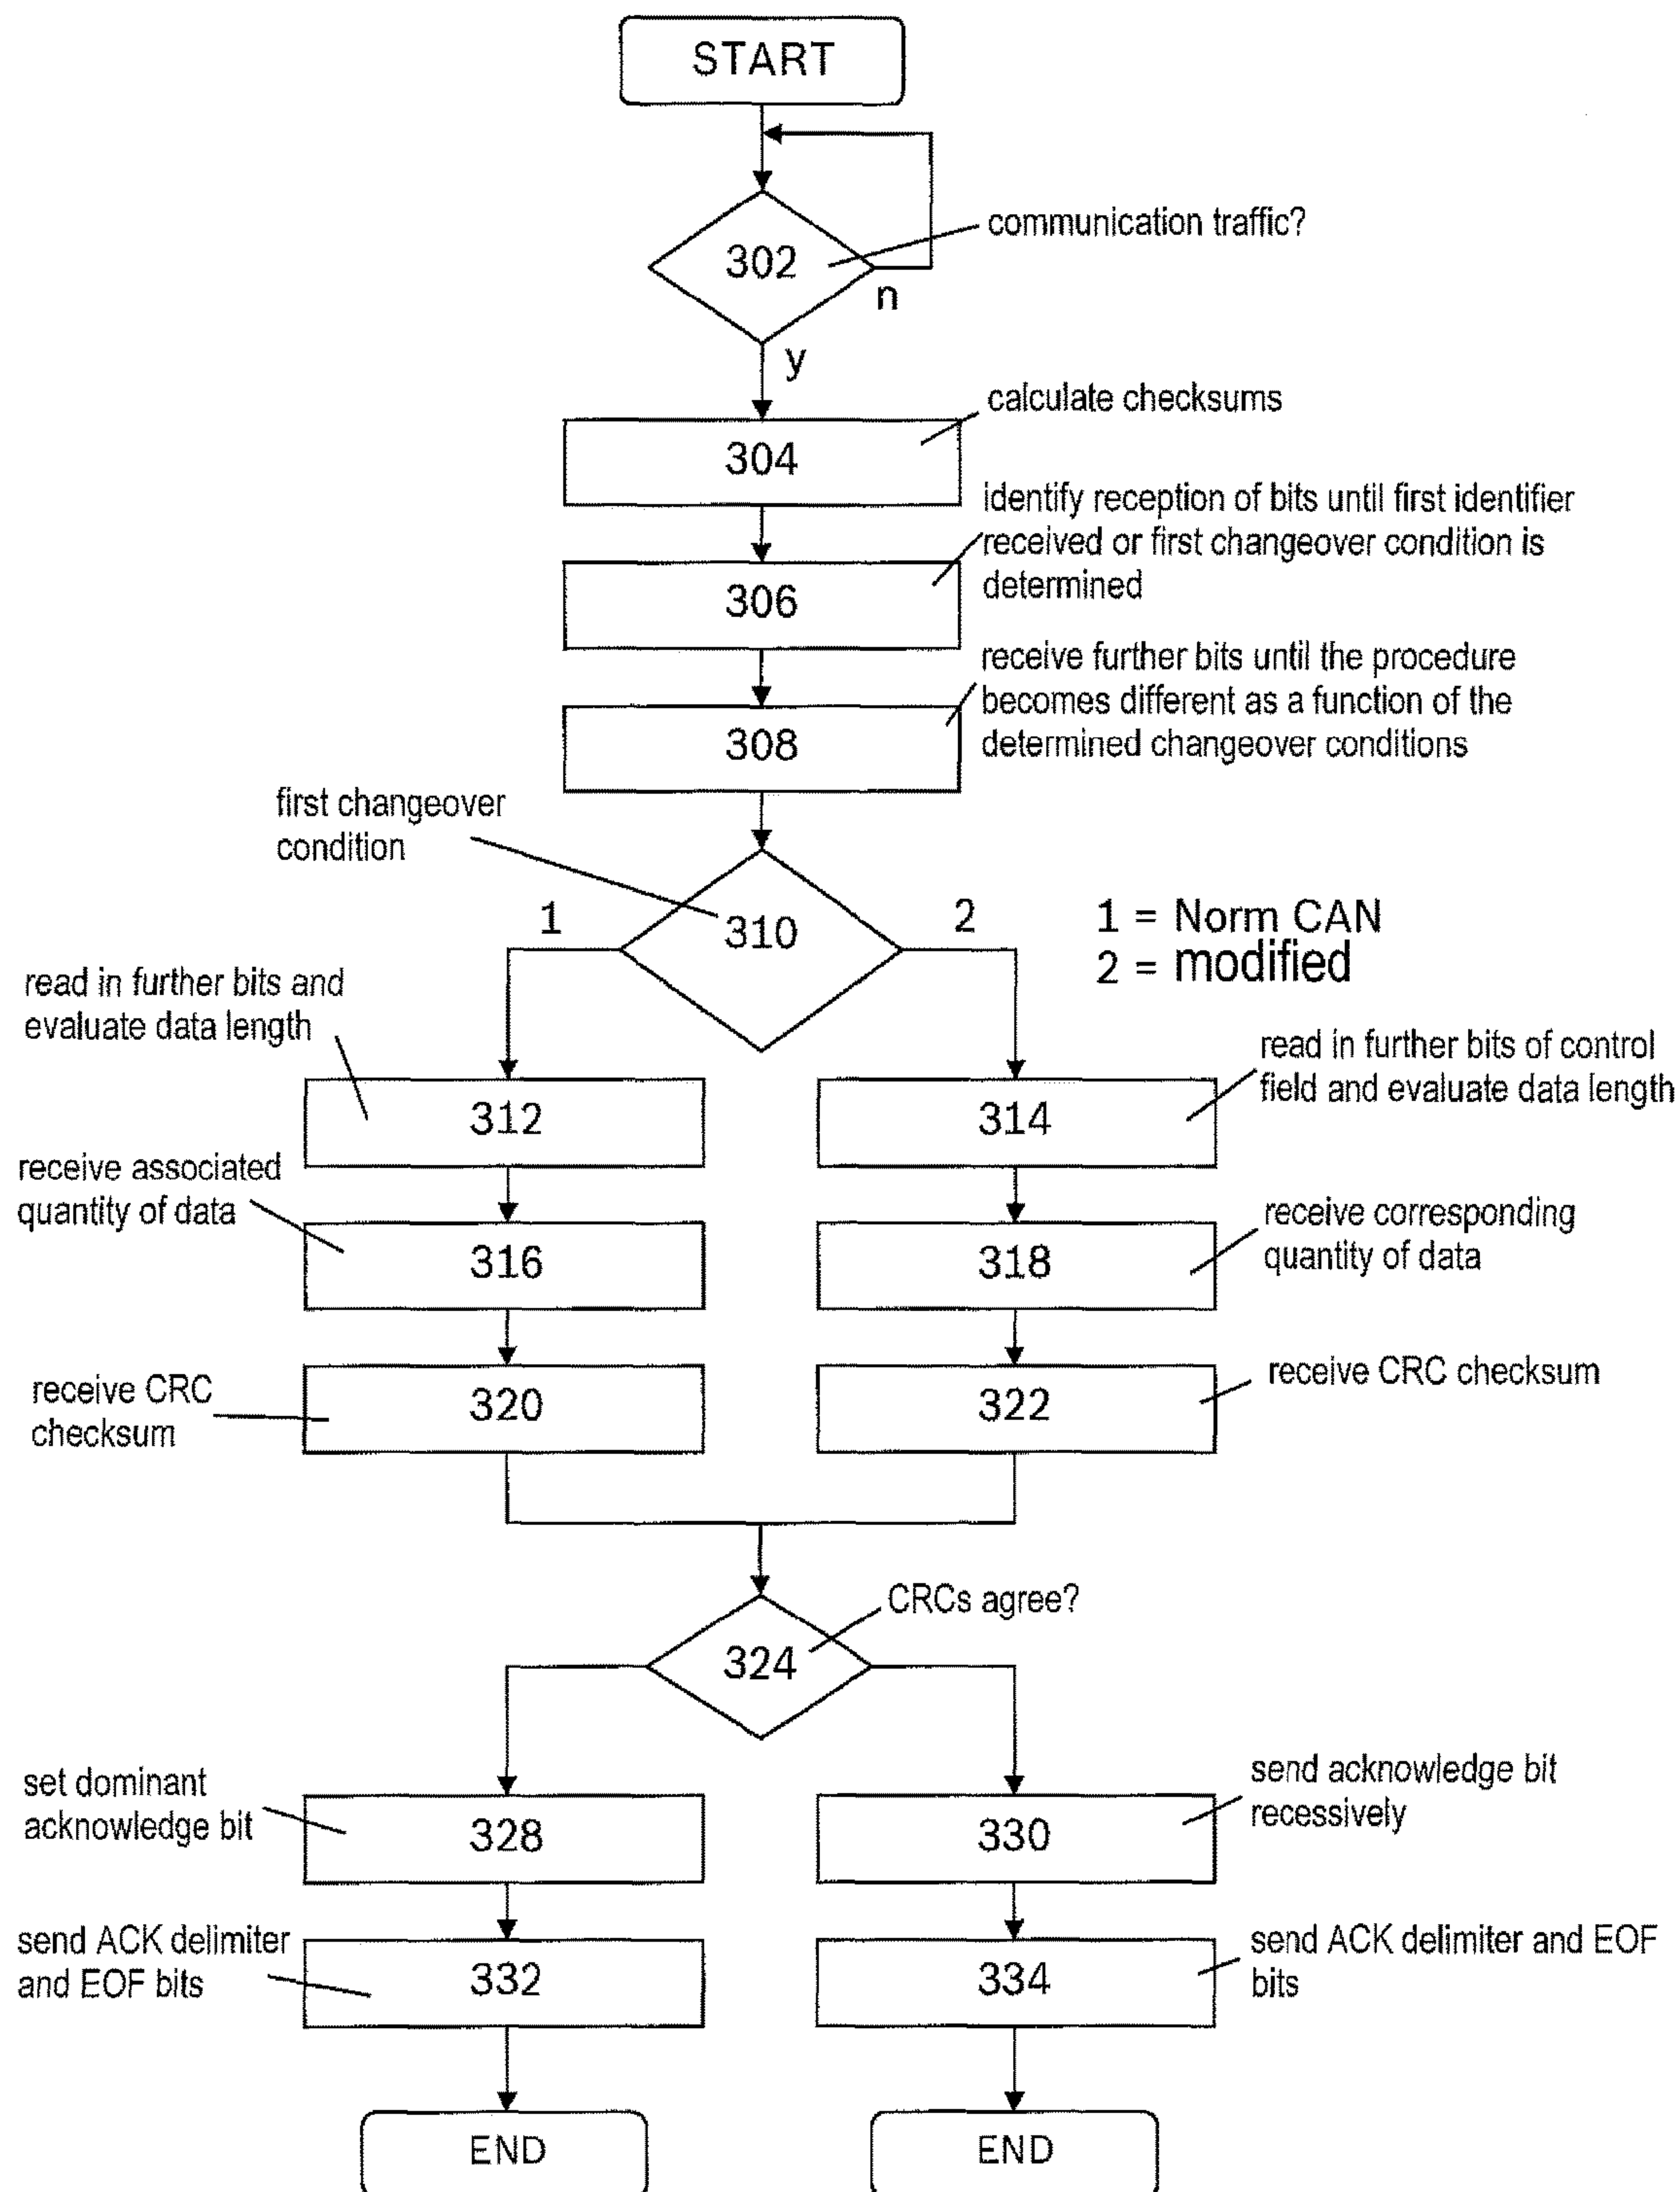 START
communication traffic?
302
n
y
calculate checksums
304
identify reception of bits until first identifier
received or first changeover condition is
determined
306
receive further bits until the procedure
becomes different as a function of the
determined changeover conditions
308
first changeover
condition
1
310
2
1 = Norm CAN
2 = modified
read in further bits and
evaluate data length
read in further bits of control
field and evaluate data length
312
314
receive associated
quantity of data
receive corresponding
quantity of data
316
318
receive CRC
checksum
receive CRC checksum
320
322
CRCs agree?
324
set dominant
acknowledge bit
send acknowledge bit
recessively
328
330
send ACK delimiter
and EOF bits
send ACK delimiter and EOF
bits
332
334
END
END